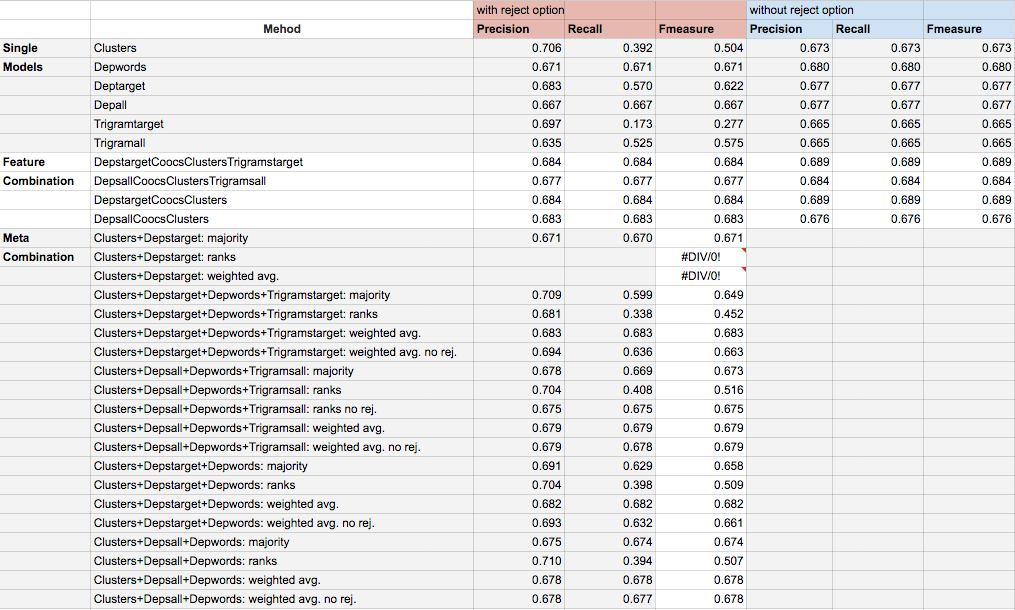 with reject option without reject option
Mehod Precision Recall Fmeasure Precision Recall Fmeasure
Single Clusters 0.706 0.392 0.504 0.673 0.673 0.673
Models Depwords 0.671 0.671 0.671 0.680 0.680 0.680
Deptarget 0.683 0.570 0.622 0.677 0.677 0.677
Depall 0.667 0.667 0.667 0.677 0.677 0.677
Trigramtarget 0.697 0.173 0.277 0.665 0.665 0.665
Trigramall 0.635 0.525 0.575 0.665 0.665 0.665
Feature DepstargetCoocsClustersTrigramstarget 0.684 0.684 0.684 0.689 0.689 0.689
Combination DepsallCoocsClustersTrigramsall 0.677 0.677 0.677 0.684 0.684 0.684
DepstargetCoocsClusters 0.684 0.684 0.684 0.689 0.689 0.689
DepsallCoocsClusters 0.683 0.683 0.683 0.676 0.676 0.676
Meta Clusters+Depstarget: majority 0.671 0.670 0.671
Combination Clusters+Depstarget: ranks #DIV/0!
Clusters+Depstarget: weighted avg. #DIV/0!
Clusters+Depstarget+Depwords+Trigramstarget: majority 0.709 0.599 0.649
Clusters+Depstarget+Depwords+Trigramstarget: ranks 0.681 0.338 0.452
Clusters+Depstarget+Depwords+Trigramstarget: weighted avg. 0.683 0.683 0.683
Clusters+Depstarget+Depwords+Trigramstarget: weighted avg. no rej. 0.694 0.636 0.663
Clusters+Depsall+Depwords+Trigramsall: majority 0.678 0.669 0.673
Clusters+Depsall+Depwords+Trigramsall: ranks 0.704 0.408 0.516
Clusters+Depsall+Depwords+Trigramsall: ranks no rej. 0.675 0.675 0.675
Clusters+Depsall+Depwords+Trigramsall: weighted avg. 0.679 0.679 0.679
Clusters+Depsall+Depwords+Trigramsall: weighted avg. no rej. 0.679 0.678 0.679
Clusters+Depstarget+Depwords: majority 0.691 0.629 0.658
Clusters+Depstarget+Depwords: ranks 0.704 0.398 0.509
Clusters+Depstarget+Depwords: weighted avg. 0.682 0.682 0.682
Clusters+Depstarget+Depwords: weighted avg. no rej. 0.693 0.632 0.661
Clusters+Depsall+Depwords: majority 0.675 0.674 0.674
Clusters+Depsall+Depwords: ranks 0.710 0.394 0.507
Clusters+Depsall+Depwords: weighted avg. 0.678 0.678 0.678
Clusters+Depsall+Depwords: weighted avg. no rej. 0.678 0.677 0.678